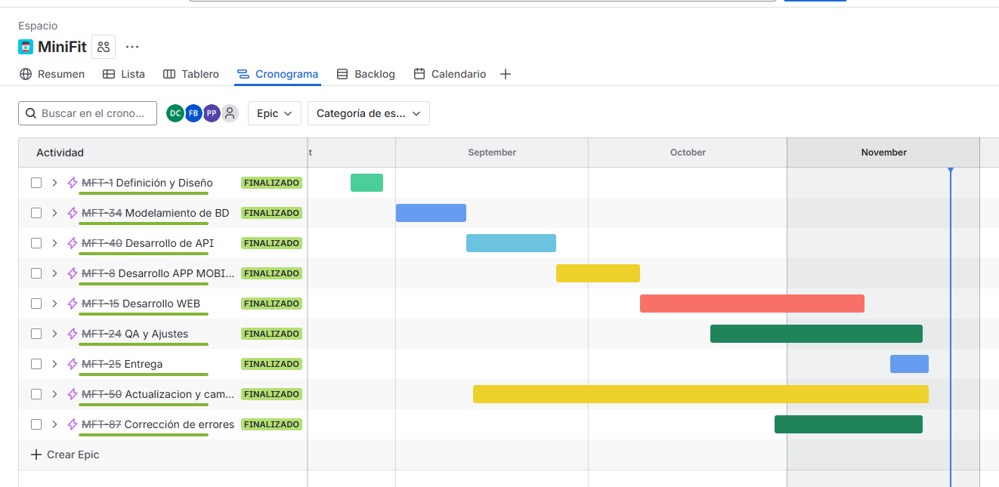 Espacio
MiniFit
Resumen Lista Tablero Cronograma Backlog Calendario
Buscar en el crono... DC FB PP Epic Categoría de es...
Actividad t September October November
MFT-1 Definición y Diseño FINALIZADO
MFT-34 Modelamiento de BD FINALIZADO
MFT-40 Desarrollo de API FINALIZADO
MFT-8 Desarrollo APP MOBI... FINALIZADO
MFT-15 Desarrollo WEB FINALIZADO
MFT-24 QA y Ajustes FINALIZADO
MFT-25 Entrega FINALIZADO
MFT-50 Actualizacion y cam... FINALIZADO
MFT-87 Corrección de errores FINALIZADO
Crear Epic